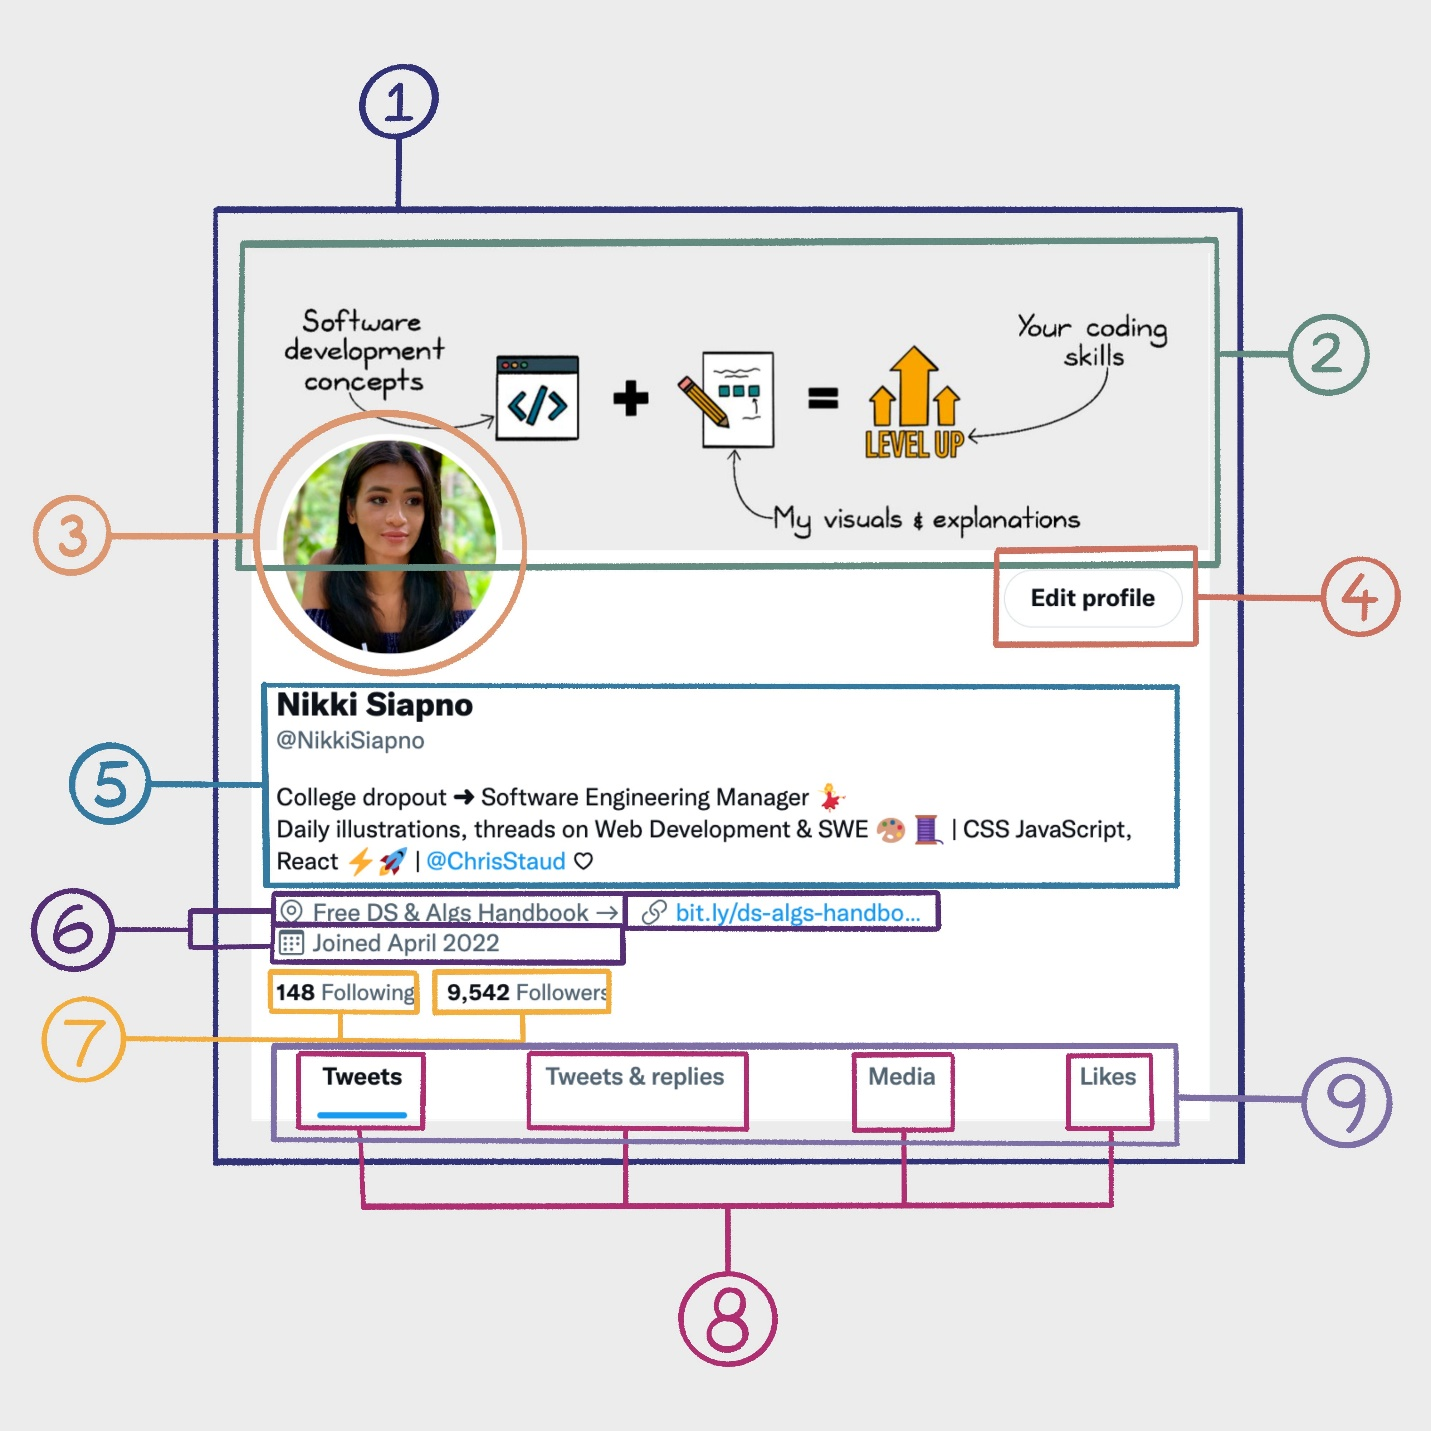 1
2
Software
development
concepts
</>
LEVEL UP
Your coding
skills
My visuals & explanations
3
Edit profile
4
Nikki Siapno
@NikkiSiapno
5
College dropout ➜ Software Engineering Manager 💃
Daily illustrations, threads on Web Development & SWE 🎨 🧵 | CSS JavaScript,
React ⚡🚀 | @ChrisStaud ♡
6
Free DS & Algs Handbook → bit.ly/ds-algs-handbo...
Joined April 2022
148 Following 9,542 Followers
7
Tweets Tweets & replies Media Likes
9
8